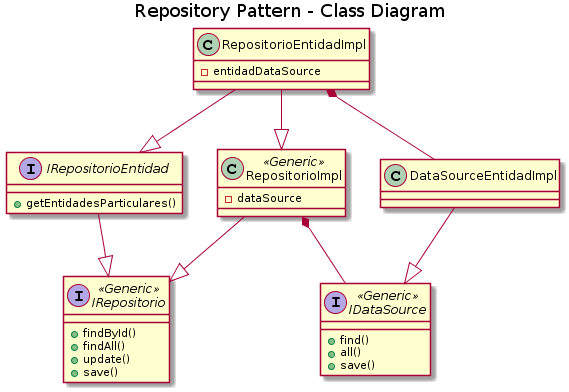 Repository Pattern - Class Diagram
C RepositorioEntidadImpl
entidadDataSource
I IRepositorioEntidad
getEntidadesParticulares()
«Generic»
C RepositorioImpl
dataSource
C DataSourceEntidadImpl
«Generic»
I IRepositorio
findById()
findAll()
update()
save()
«Generic»
I IDataSource
find()
all()
save()